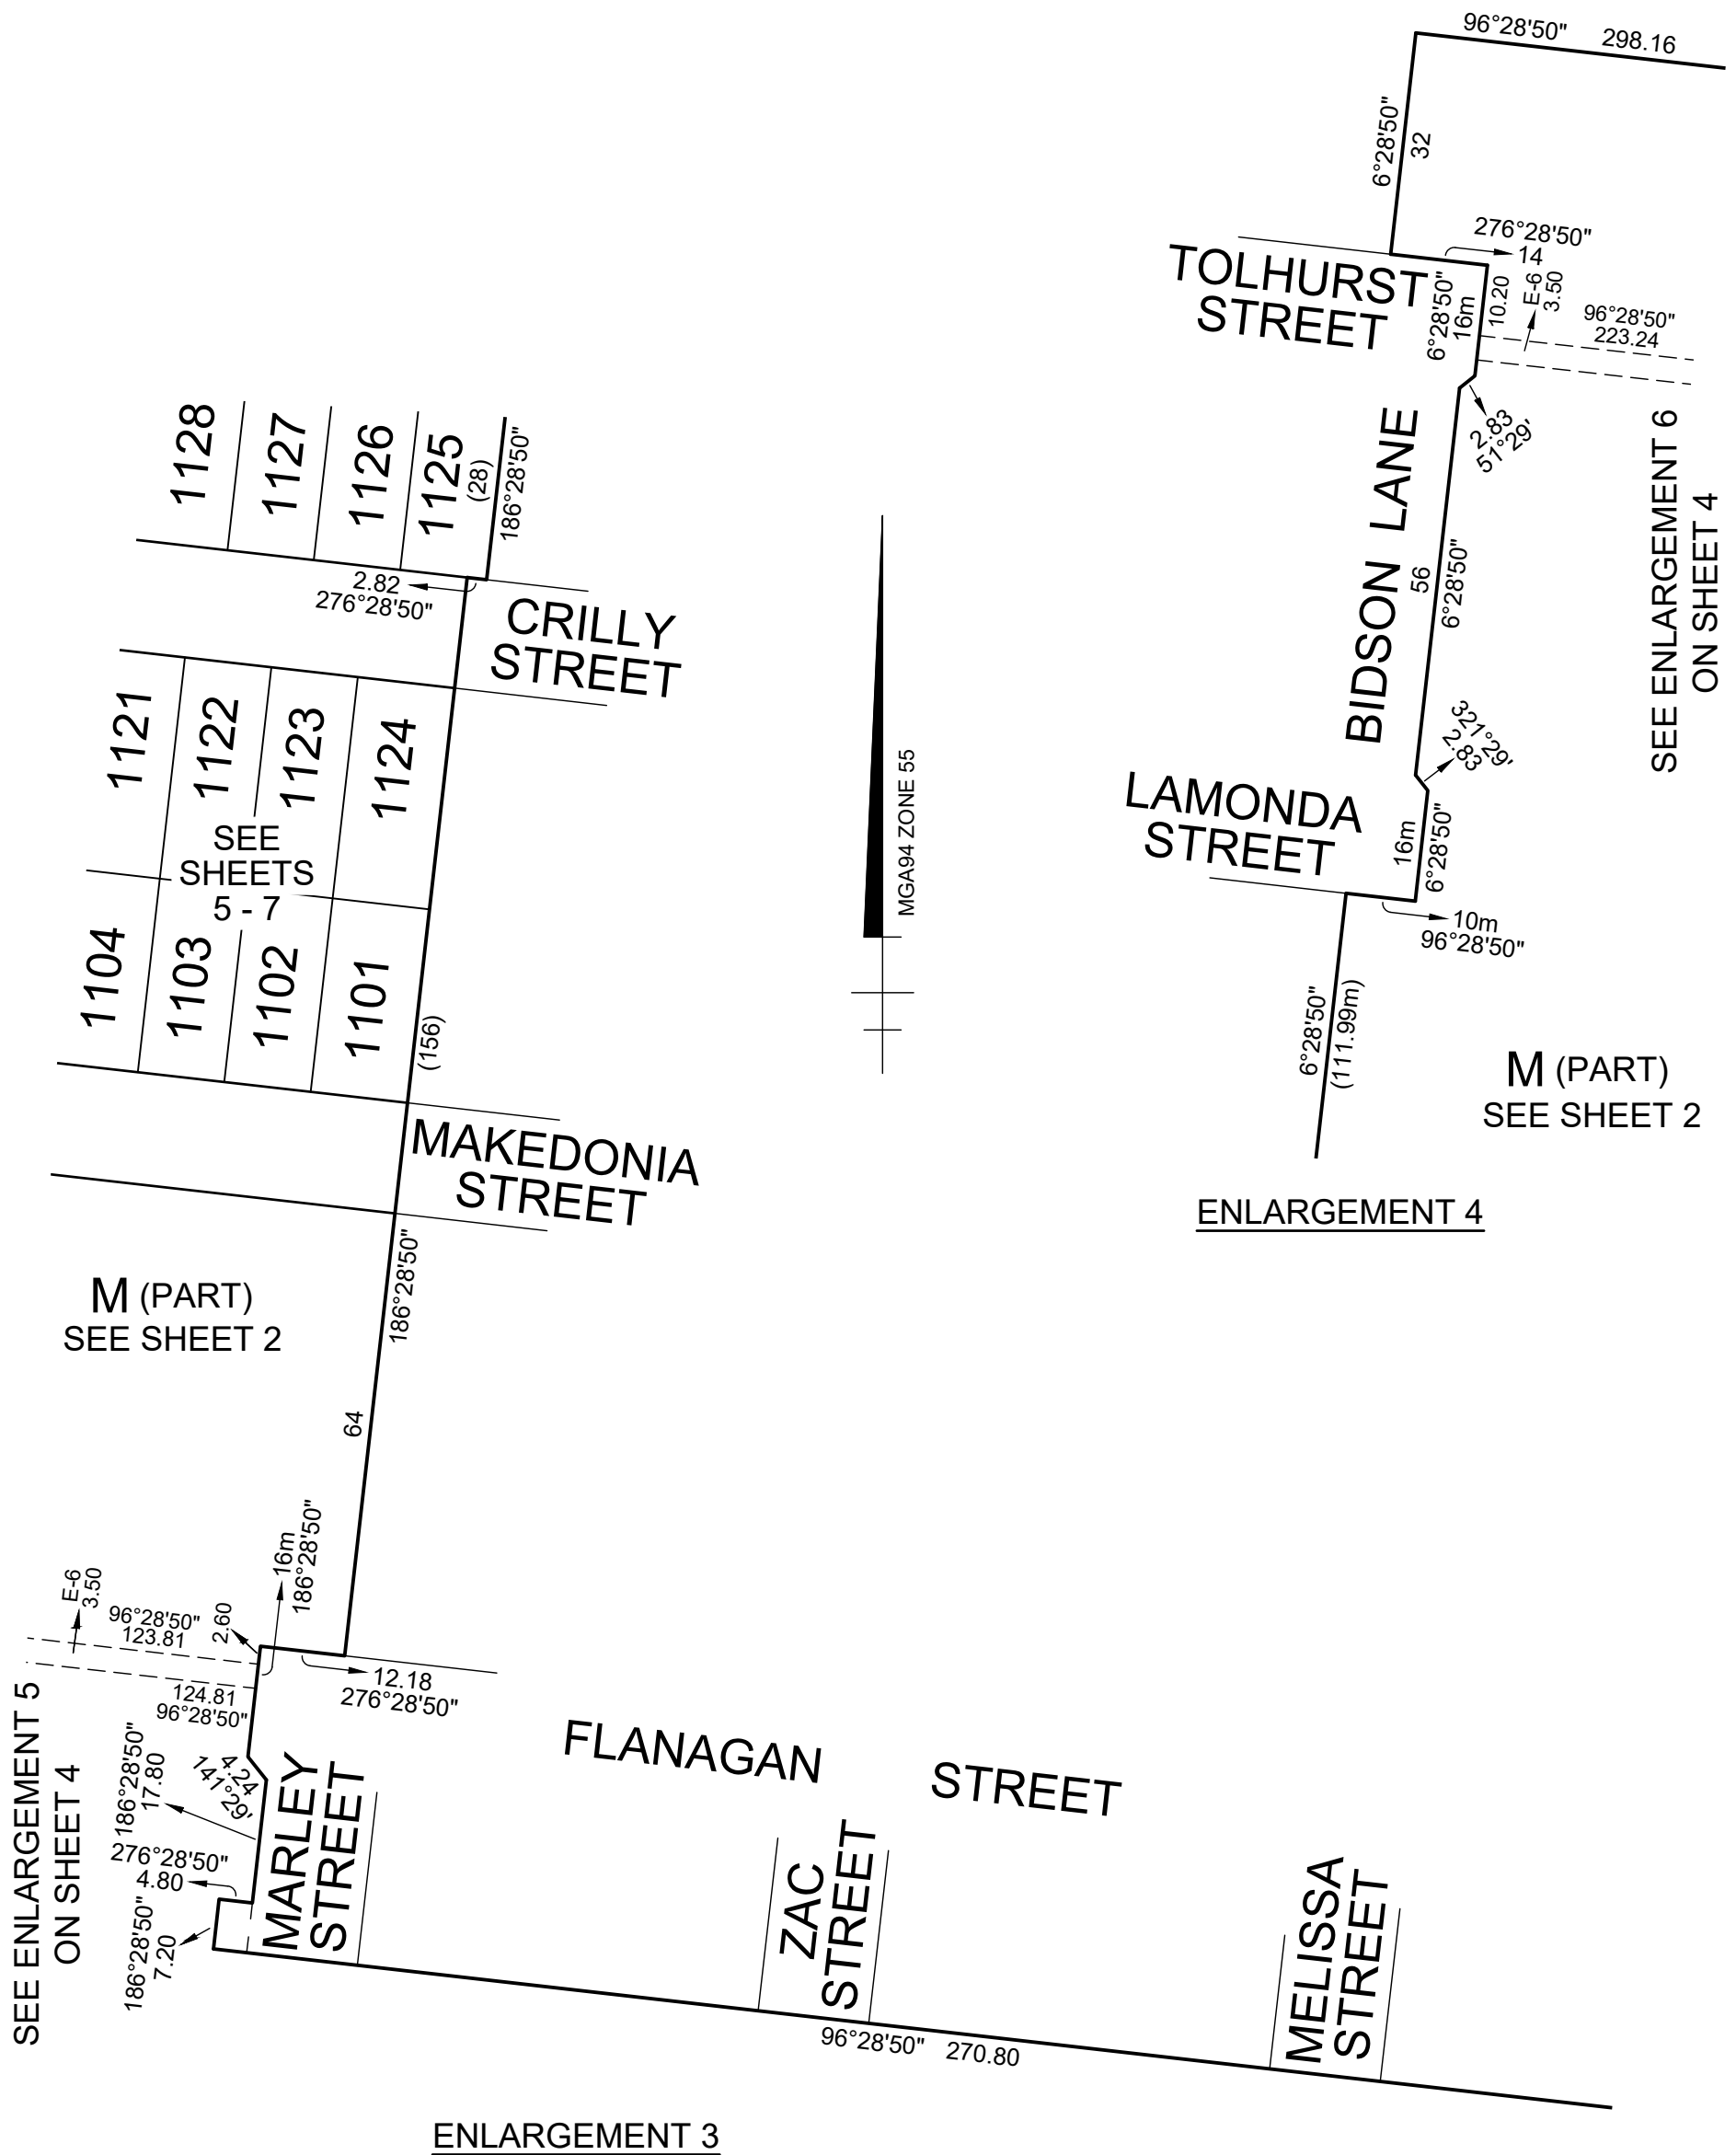 96°28'50" 298.16
6°28'50"
32
276°28'50"
14
TOLHURST
STREET
6°28'50"
16m
10.20
E-6
3.50
96°28'50"
223.24
2.83
51°29'
BIDSON LANE
56
6°28'50"
SEE ENLARGEMENT 6
ON SHEET 4
321°29'
2.83
LAMONDA
STREET
16m
6°28'50"
10m
96°28'50"
6°28'50"
(111.99m)
M (PART)
SEE SHEET 2
ENLARGEMENT 4
MGA94 ZONE 55
1128
1127
1126
1125
(28)
186°28'50"
2.82
276°28'50"
CRILLY
STREET
1121
1122
1123
1124
SEE
SHEETS
5 - 7
1104
1103
1102
1101
(156)
MAKEDONIA
STREET
186°28'50"
M (PART)
SEE SHEET 2
64
16m
186°28'50"
E-6
3.50
96°28'50"
123.81
2.60
12.18
276°28'50"
124.81
96°28'50"
SEE ENLARGEMENT 5
ON SHEET 4
186°28'50"
17.80
4.24
141°29'
276°28'50"
4.80
186°28'50"
7.20
MARLEY
STREET
FLANAGAN STREET
ZAC
STREET
MELISSA
STREET
96°28'50" 270.80
ENLARGEMENT 3